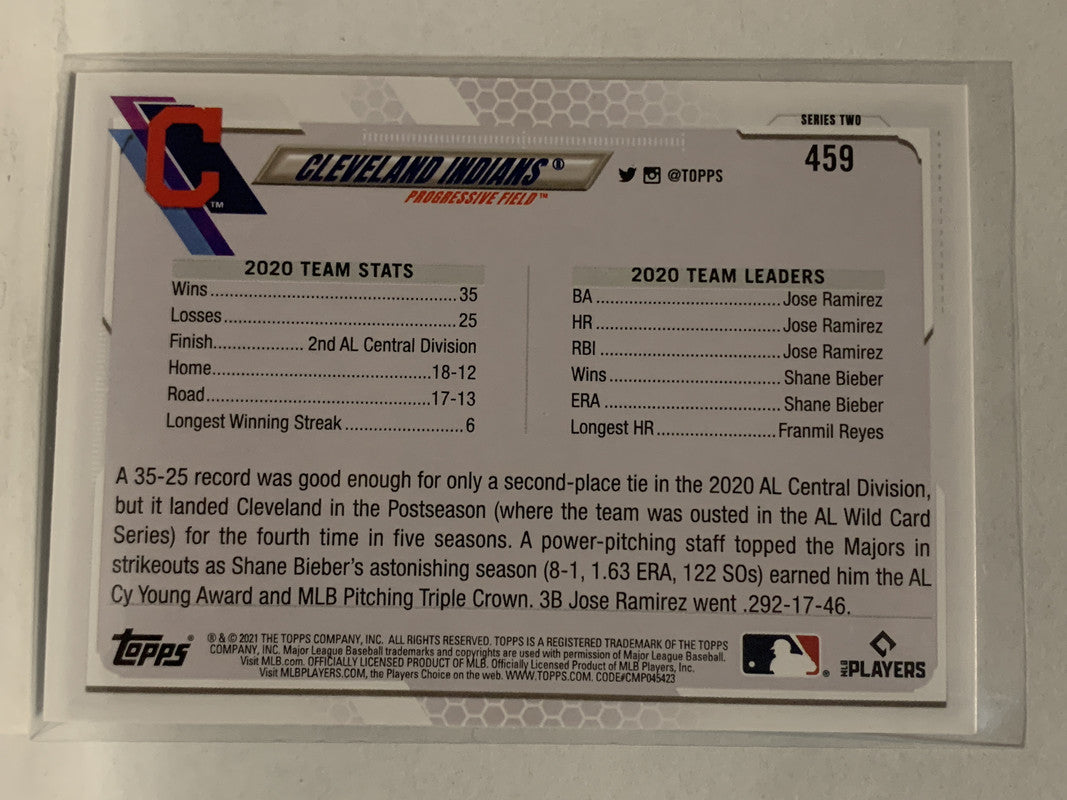 SERIES TWO
459
C
TM
CLEVELAND INDIANS®
PROGRESSIVE FIELD™
@TOPPS
2020 TEAM STATS
Wins........................................35
Losses........................................25
Finish................. 2nd AL Central Division
Home........................................18-12
Road........................................17-13
Longest Winning Streak.....................6
2020 TEAM LEADERS
BA.................................Jose Ramirez
HR.................................Jose Ramirez
RBI................................Jose Ramirez
Wins...............................Shane Bieber
ERA................................Shane Bieber
Longest HR......................Franmil Reyes
A 35-25 record was good enough for only a second-place tie in the 2020 AL Central Division,
but it landed Cleveland in the Postseason (where the team was ousted in the AL Wild Card
Series) for the fourth time in five seasons. A power-pitching staff topped the Majors in
strikeouts as Shane Bieber's astonishing season (8-1, 1.63 ERA, 122 SOs) earned him the AL
Cy Young Award and MLB Pitching Triple Crown. 3B Jose Ramirez went .292-17-46.
TOPPS®
® & © 2021 THE TOPPS COMPANY, INC. ALL RIGHTS RESERVED. TOPPS IS A REGISTERED TRADEMARK OF THE TOPPS
COMPANY, INC. Major League Baseball trademarks and copyrights are used with permission of Major League Baseball.
Visit MLB.com. OFFICIALLY LICENSED PRODUCT OF MLB. Officially Licensed Product of MLB Players, Inc.
Visit MLBPLAYERS.COM, the Players Choice on the web. WWW.TOPPS.COM. CODE#CMP045423
®
MLB PLAYERS